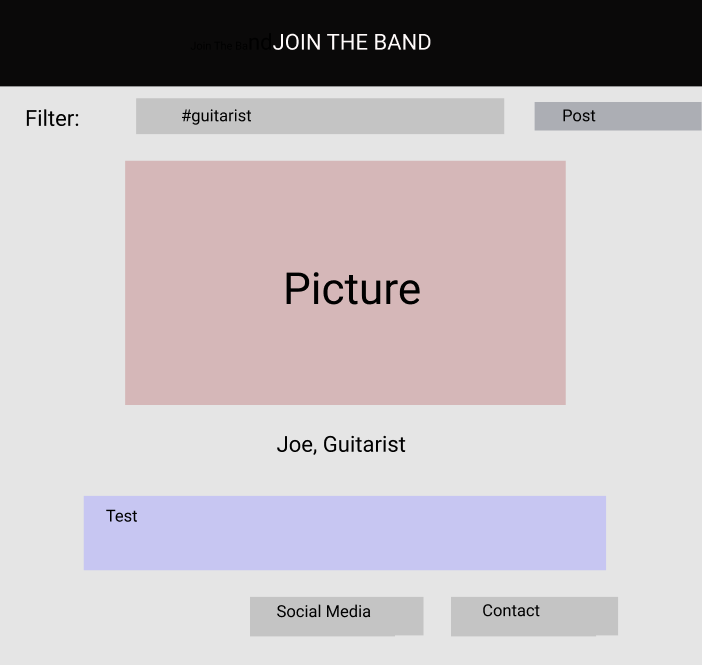 Join The Band
JOIN THE BAND
Filter:
#guitarist
Post
Picture
Joe, Guitarist
Test
Social Media
Contact